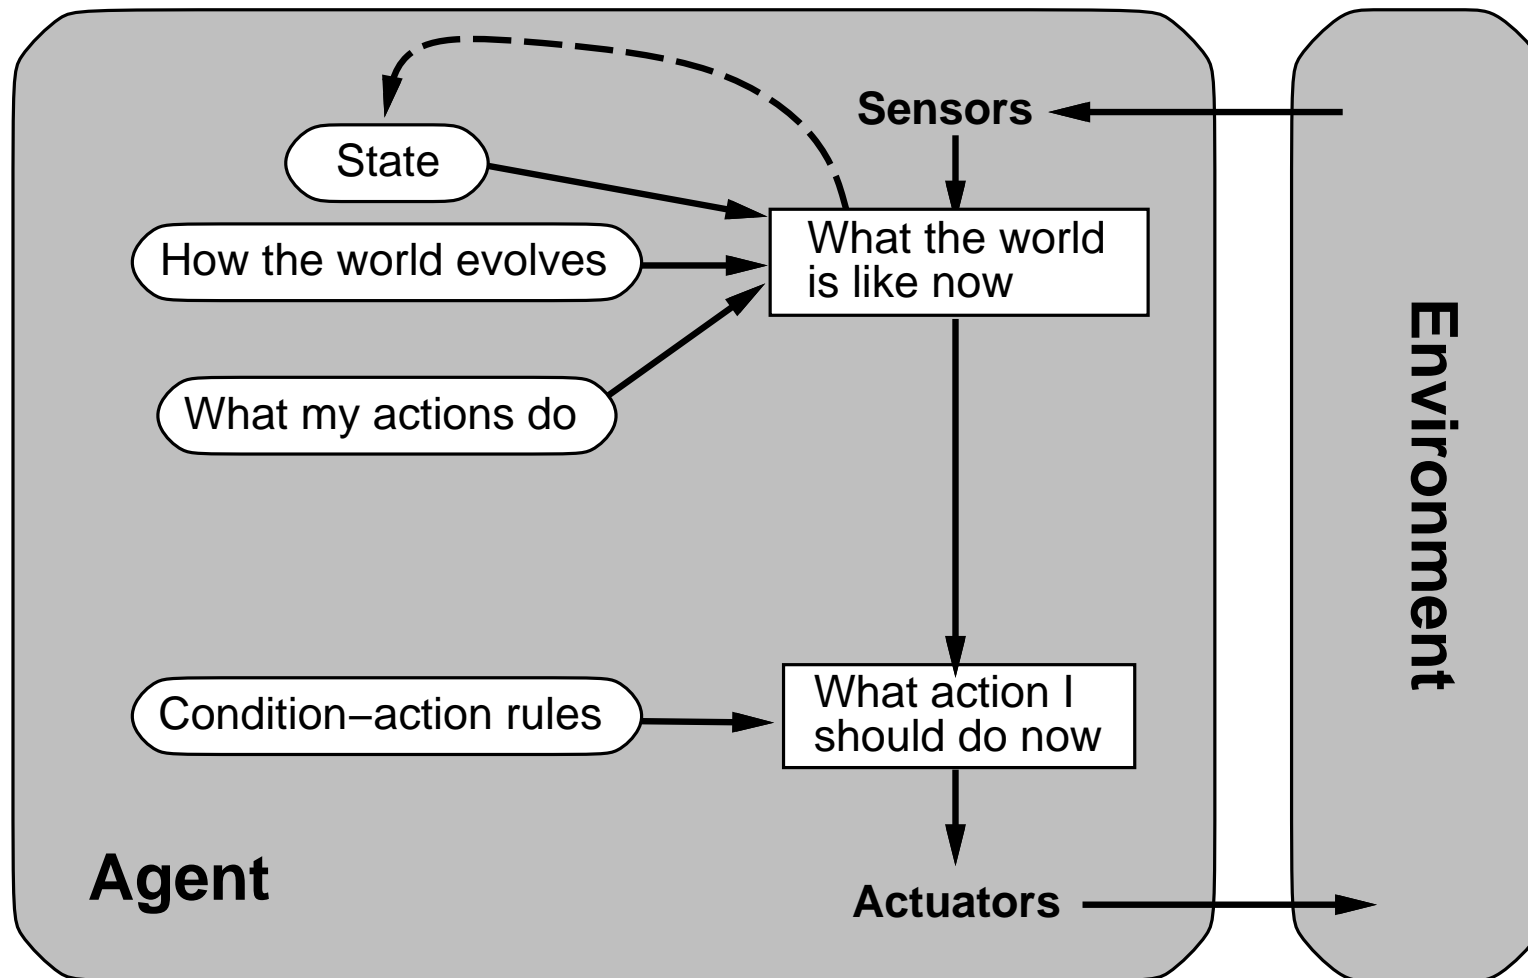 Sensors
State
What the world
is like now
How the world evolves
What my actions do
Environment
Condition−action rules
What action I
should do now
Agent
Actuators